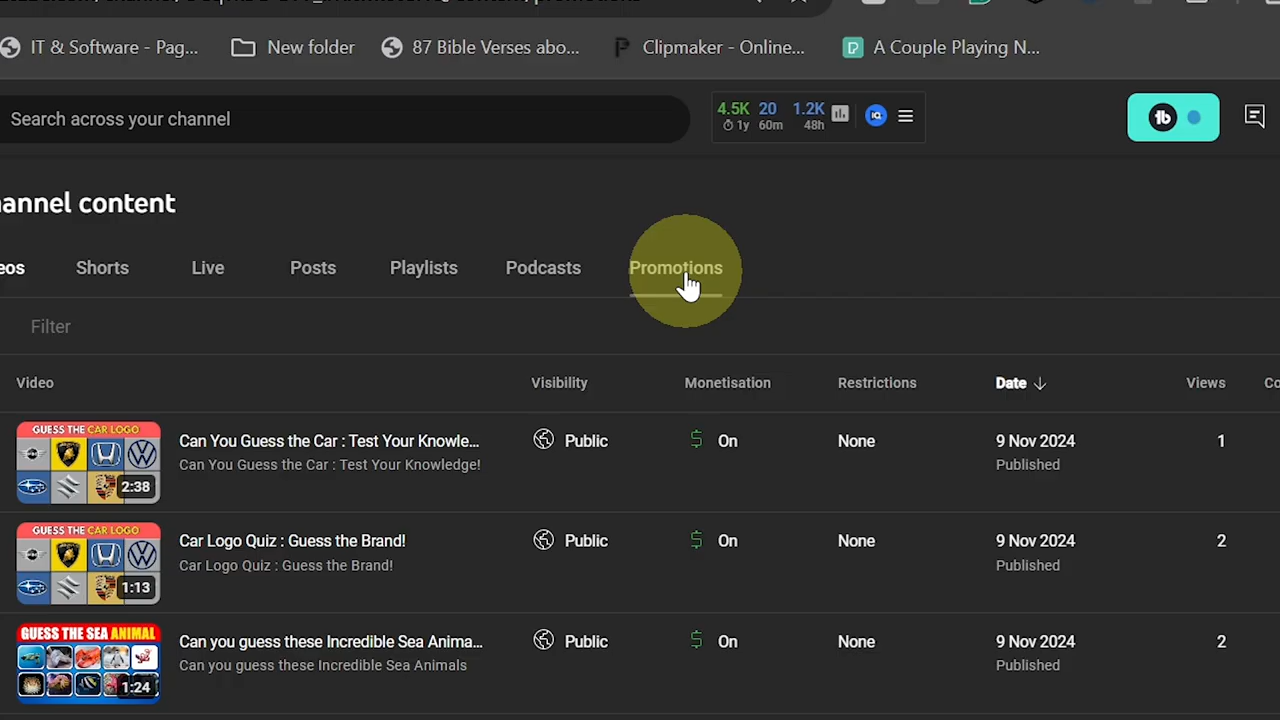 IT & Software - Pag...
New folder
87 Bible Verses abo...
Clipmaker - Online...
A Couple Playing N...
Search across your channel
4.5K 20 1.2K
1y 60m 48h
IQ
tb
annel content
eos Shorts Live Posts Playlists Podcasts Promotions
Filter
Video Visibility Monetisation Restrictions Date Views Co
GUESS THE CAR LOGO
2:38
Can You Guess the Car : Test Your Knowle...
Can You Guess the Car : Test Your Knowledge!
Public On None 9 Nov 2024 1
Published
GUESS THE CAR LOGO
1:13
Car Logo Quiz : Guess the Brand!
Car Logo Quiz : Guess the Brand!
Public On None 9 Nov 2024 2
Published
GUESS THE SEA ANIMAL
1:24
Can you guess these Incredible Sea Anima...
Can you guess these Incredible Sea Animals
Public On None 9 Nov 2024 2
Published